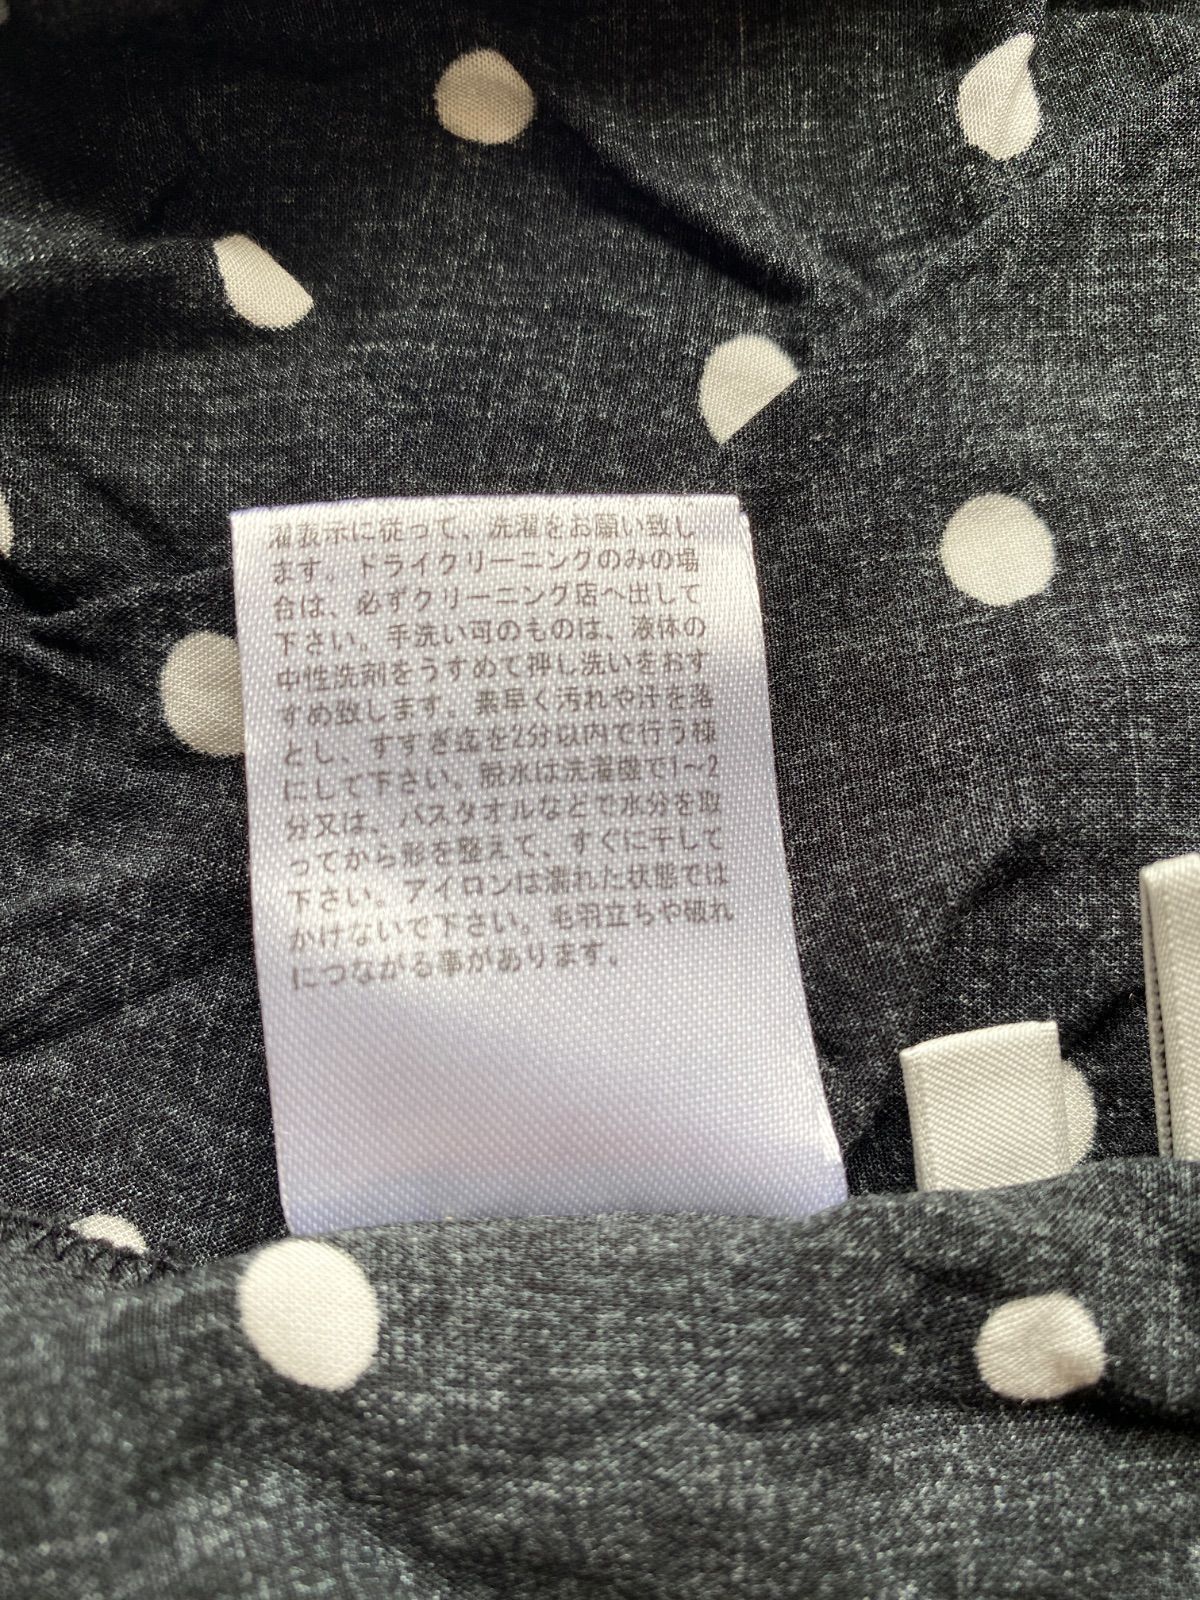 濯表示に従って、洗濯をお願い致し
ます。ドライクリーニングのみの場
合は、必ずクリーニング店へ出して
下さい。手洗い可のものは、液体の
中性洗剤をうすめて押し洗いをおす
すめ致します。素早く汚れや汗を落
とし、すすぎ迄を2分以内で行う様
にして下さい。脱水は洗濯機で1〜2
分又は、バスタオルなどで水分を取
ってから形を整えて、すぐに干して
下さい。アイロンは濡れた状態では
かけないで下さい。毛羽立ちや破れ
につながる事があります。